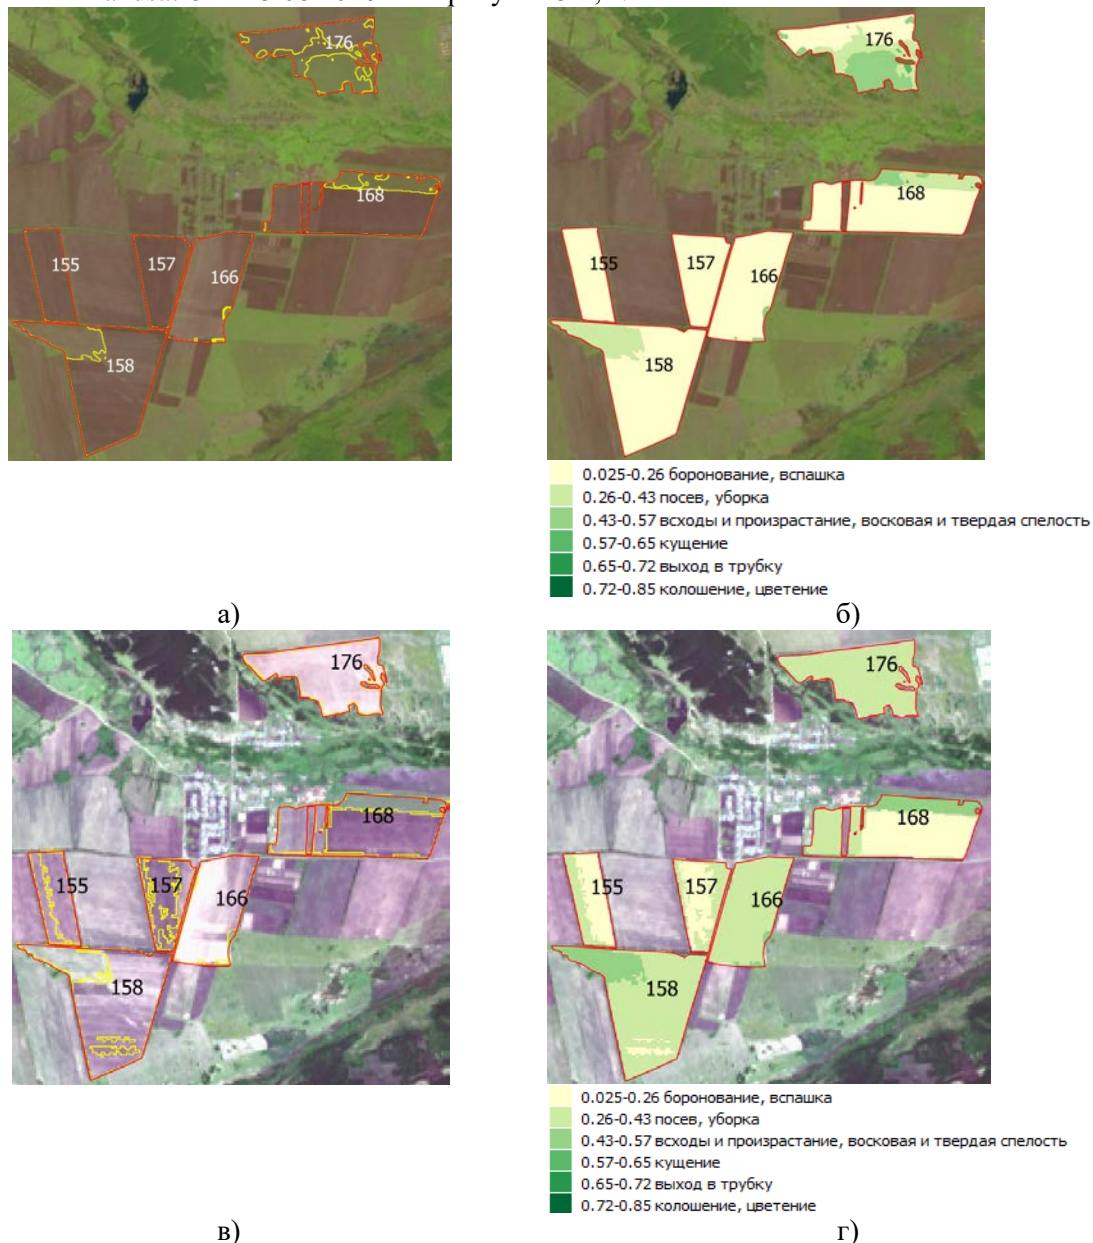 176
168
155
157
166
158
176
168
155
157
166
158
0.025-0.26 боронование, вспашка
0.26-0.43 посев, уборка
0.43-0.57 всходы и произрастание, восковая и твердая спелость
0.57-0.65 кущение
0.65-0.72 выход в трубку
0.72-0.85 колошение, цветение
а)
б)
176
168
155
157
166
158
176
168
155
157
166
158
0.025-0.26 боронование, вспашка
0.26-0.43 посев, уборка
0.43-0.57 всходы и произрастание, восковая и твердая спелость
0.57-0.65 кущение
0.65-0.72 выход в трубку
0.72-0.85 колошение, цветение
в)
г)